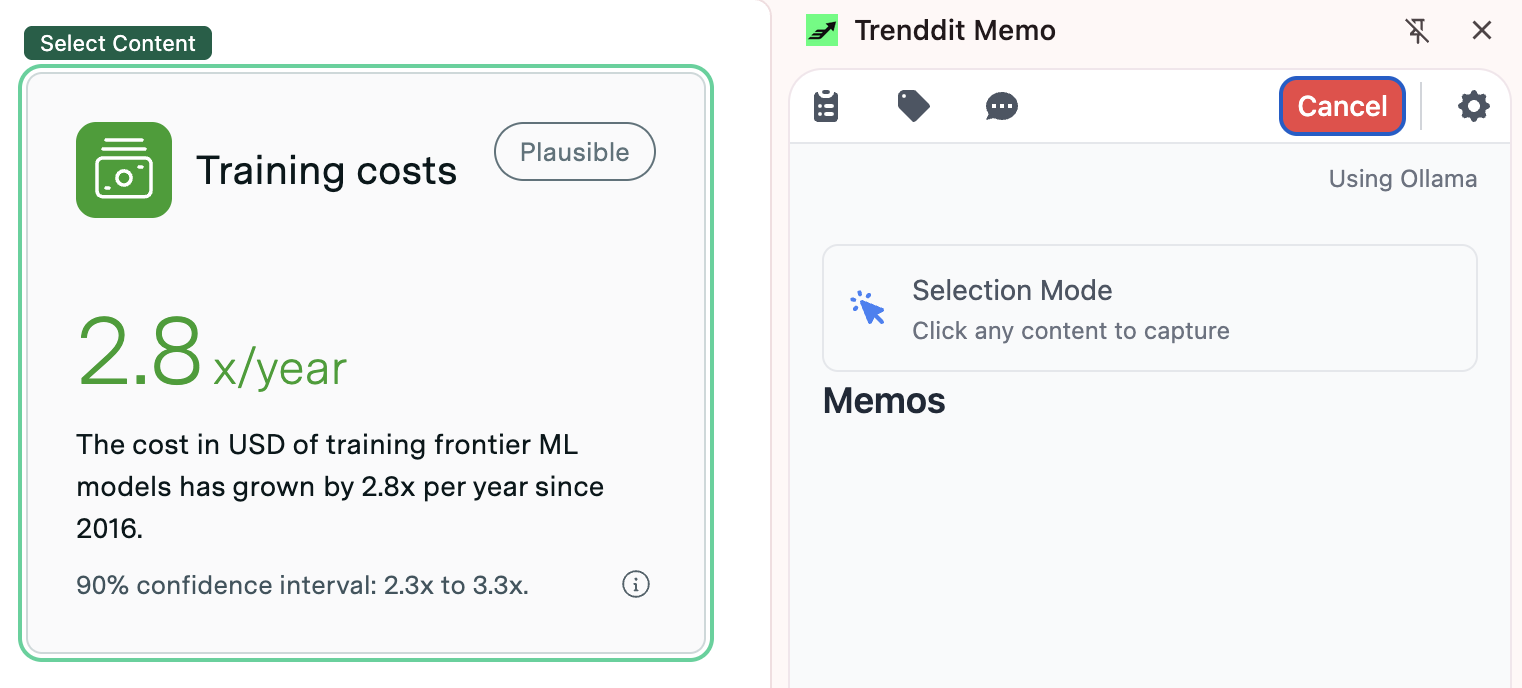 Select Content
Training costs
Plausible
2.8 x/year
The cost in USD of training frontier ML
models has grown by 2.8x per year since
2016.
90% confidence interval: 2.3x to 3.3x.
Trenddit Memo
Cancel
Using Ollama
Selection Mode
Click any content to capture
Memos